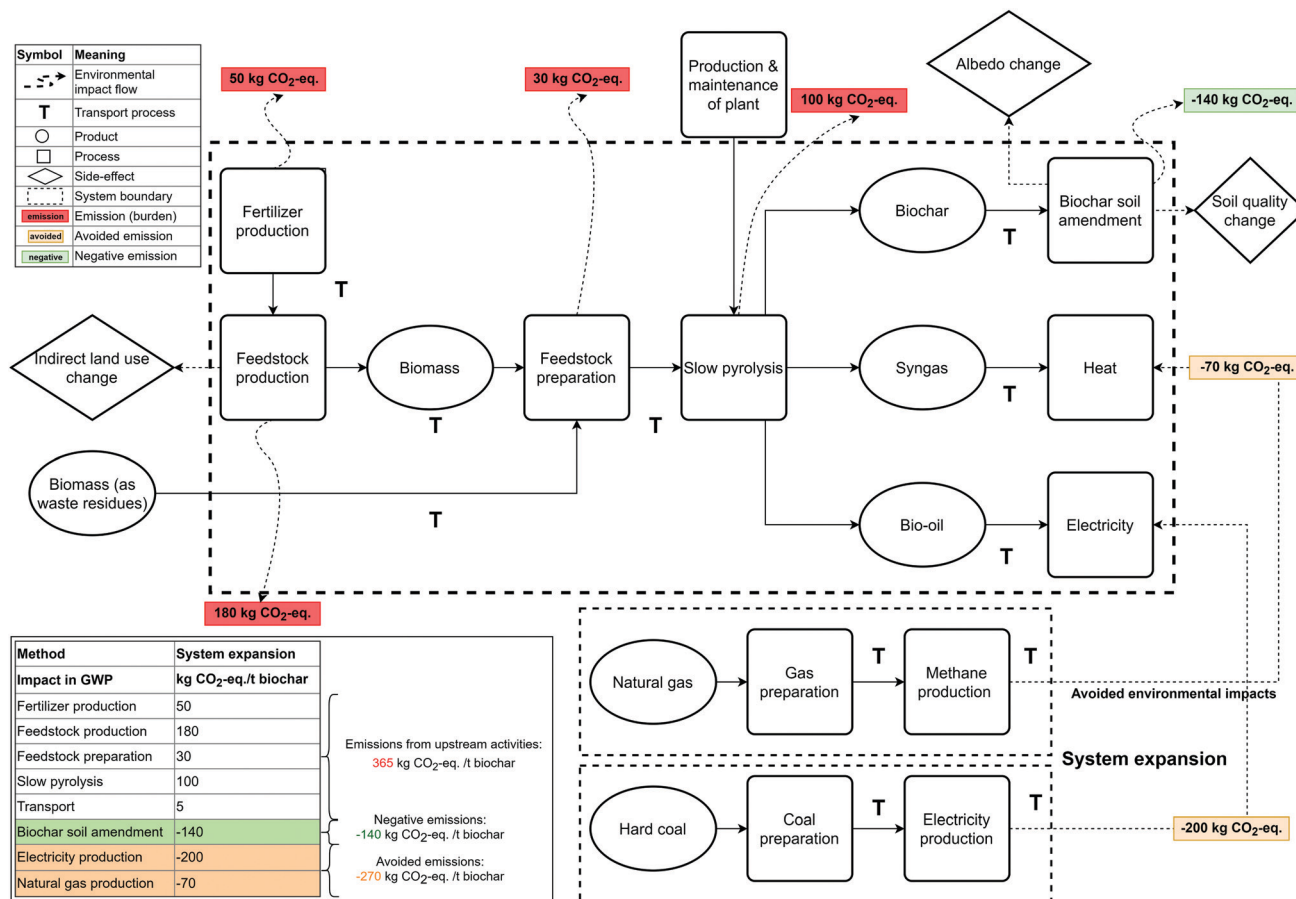 Symbol Meaning
Environmental
impact flow
T Transport process
Product
Process
Side-effect
System boundary
emission Emission (burden)
avoided Avoided emission
negative Negative emission
50 kg CO2-eq.
30 kg CO2-eq.
Production &
maintenance
of plant
100 kg CO2-eq.
Albedo change
-140 kg CO2-eq.
Fertilizer
production
Biochar
T
Biochar soil
amendment
Soil quality
change
T
Indirect land use
change
Feedstock
production
Biomass
T
Feedstock
preparation
T
Slow pyrolysis
Syngas
T
Heat
-70 kg CO2-eq.
Biomass (as
waste residues)
T
Bio-oil
T
Electricity
180 kg CO2-eq.
Method System expansion
Impact in GWP kg CO2-eq./t biochar
Fertilizer production 50
Feedstock production 180
Feedstock preparation 30
Slow pyrolysis 100
Transport 5
Biochar soil amendment -140
Electricity production -200
Natural gas production -70
Emissions from upstream activities:
365 kg CO2-eq. /t biochar
Negative emissions:
-140 kg CO2-eq. /t biochar
Avoided emissions:
-270 kg CO2-eq. /t biochar
Natural gas
Gas
preparation
T
Methane
production
T
Avoided environmental impacts
System expansion
Hard coal
Coal
preparation
T
Electricity
production
T
-200 kg CO2-eq.